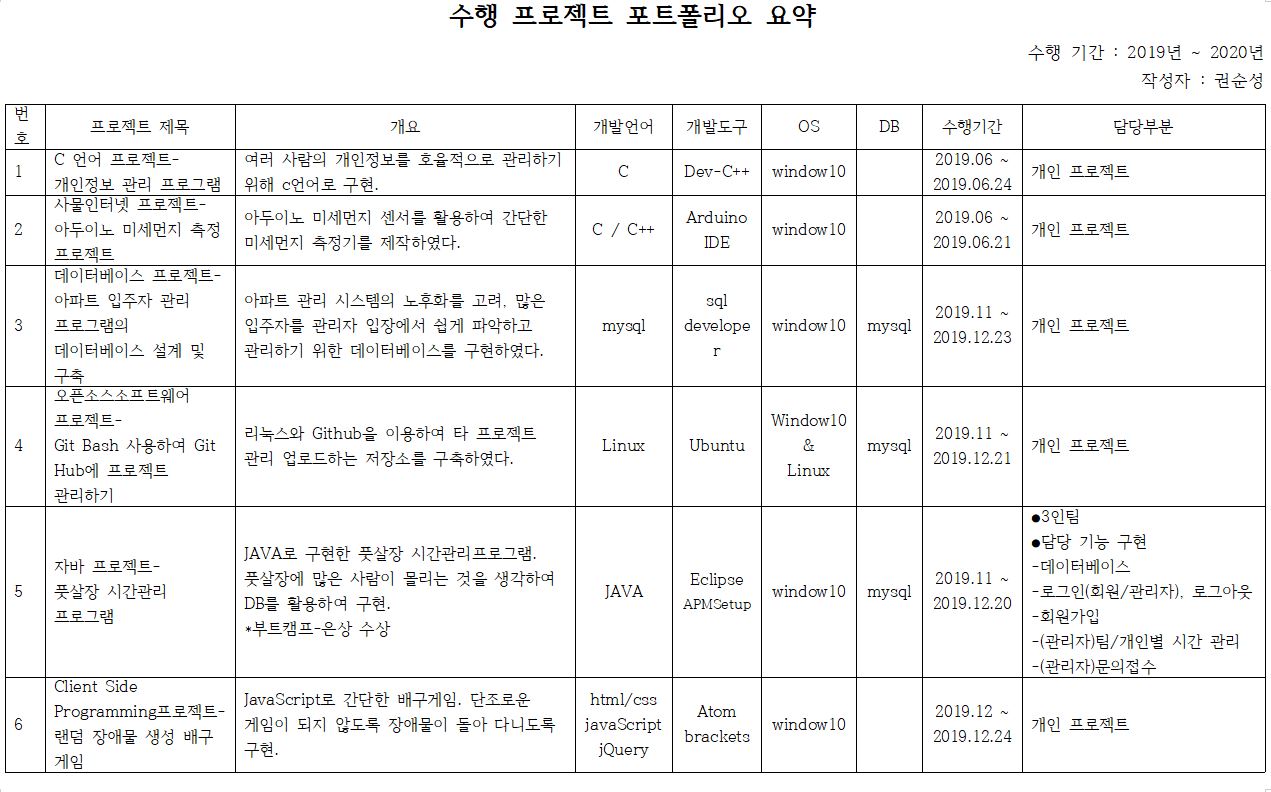 수행 프로젝트 포트폴리오 요약
수행 기간 : 2019년 ~ 2020년
작성자 : 권순성
번
호
프로젝트 제목
개요
개발언어
개발도구
OS
DB
수행기간
담당부분
1
C 언어 프로젝트-
개인정보 관리 프로그램
여러 사람의 개인정보를 호율적으로 관리하기
위해 c언어로 구현.
C
Dev-C++
window10
2019.06 ~
2019.06.24
개인 프로젝트
2
사물인터넷 프로젝트-
아두이노 미세먼지 측정
프로젝트
아두이노 미세먼지 센서를 활용하여 간단한
미세먼지 측정기를 제작하였다.
C / C++
Arduino
IDE
window10
2019.06 ~
2019.06.21
개인 프로젝트
3
데이터베이스 프로젝트-
아파트 입주자 관리
프로그램의
데이터베이스 설계 및
구축
아파트 관리 시스템의 노후화를 고려, 많은
입주자를 관리자 입장에서 쉽게 파악하고
관리하기 위한 데이터베이스를 구현하였다.
mysql
sql
develope
r
window10
mysql
2019.11 ~
2019.12.23
개인 프로젝트
4
오픈소스소프트웨어
프로젝트-
Git Bash 사용하여 Git
Hub에 프로젝트
관리하기
리눅스와 Github을 이용하여 타 프로젝트
관리 업로드하는 저장소를 구축하였다.
Linux
Ubuntu
Window10
&
Linux
mysql
2019.11 ~
2019.12.21
개인 프로젝트
5
자바 프로젝트-
풋살장 시간관리
프로그램
JAVA로 구현한 풋살장 시간관리프로그램.
풋살장에 많은 사람이 몰리는 것을 생각하여
DB를 활용하여 구현.
*부트캠프-은상 수상
JAVA
Eclipse
APMSetup
window10
mysql
2019.11 ~
2019.12.20
●3인팀
●담당 기능 구현
-데이터베이스
-로그인(회원/관리자), 로그아웃
-회원가입
-(관리자)팀/개인별 시간 관리
-(관리자)문의접수
6
Client Side
Programming프로젝트-
랜덤 장애물 생성 배구
게임
JavaScript로 간단한 배구게임. 단조로운
게임이 되지 않도록 장애물이 돌아 다니도록
구현.
html/css
javaScript
jQuery
Atom
brackets
window10
2019.12 ~
2019.12.24
개인 프로젝트